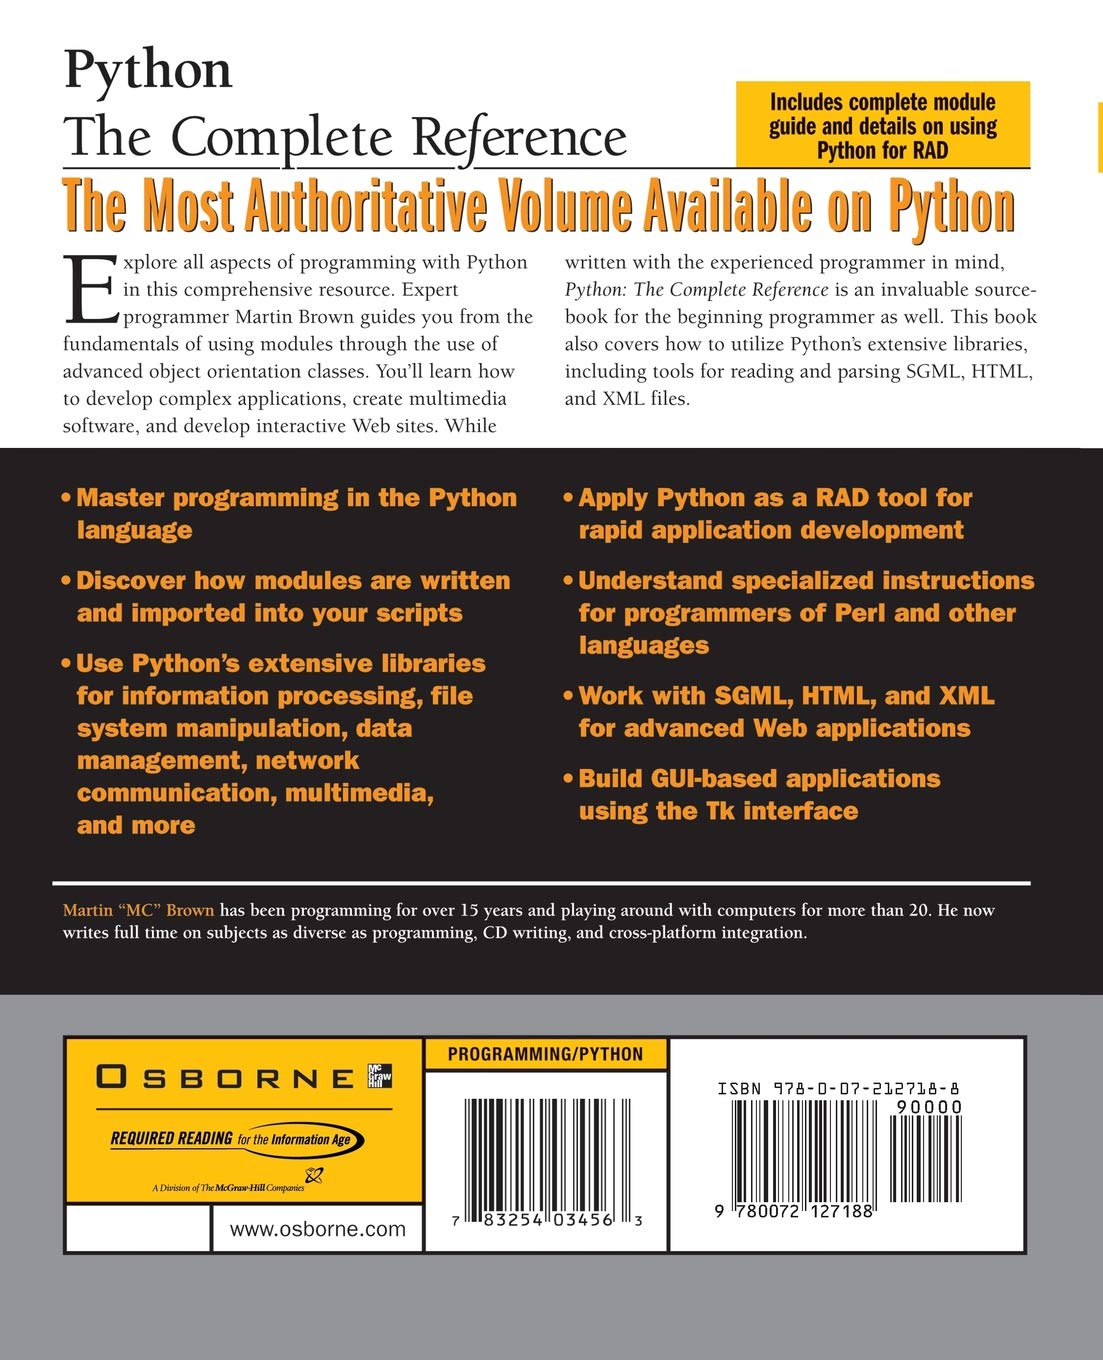 Python
The Complete Reference
Includes complete module
guide and details on using
Python for RAD
The Most Authoritative Volume Available on Python
Explore all aspects of programming with Python
in this comprehensive resource. Expert
programmer Martin Brown guides you from the
fundamentals of using modules through the use of
advanced object orientation classes. You'll learn how
to develop complex applications, create multimedia
software, and develop interactive Web sites. While
written with the experienced programmer in mind,
Python: The Complete Reference is an invaluable source-
book for the beginning programmer as well. This book
also covers how to utilize Python's extensive libraries,
including tools for reading and parsing SGML, HTML,
and XML files.
• Master programming in the Python
language
• Discover how modules are written
and imported into your scripts
• Use Python's extensive libraries
for information processing, file
system manipulation, data
management, network
communication, multimedia,
and more
• Apply Python as a RAD tool for
rapid application development
• Understand specialized instructions
for programmers of Perl and other
languages
• Work with SGML, HTML, and XML
for advanced Web applications
• Build GUI-based applications
using the Tk interface
Martin “MC” Brown has been programming for over 15 years and playing around with computers for more than 20. He now
writes full time on subjects as diverse as programming, CD writing, and cross-platform integration.
OSBORNE
Mc
Graw
Hill
REQUIRED READING for the Information Age
A Division of The McGraw-Hill Companies
www.osborne.com
PROGRAMMING/PYTHON
7 83254 03456 3
ISBN 978-0-07-212718-8
90000
9 780072 127188